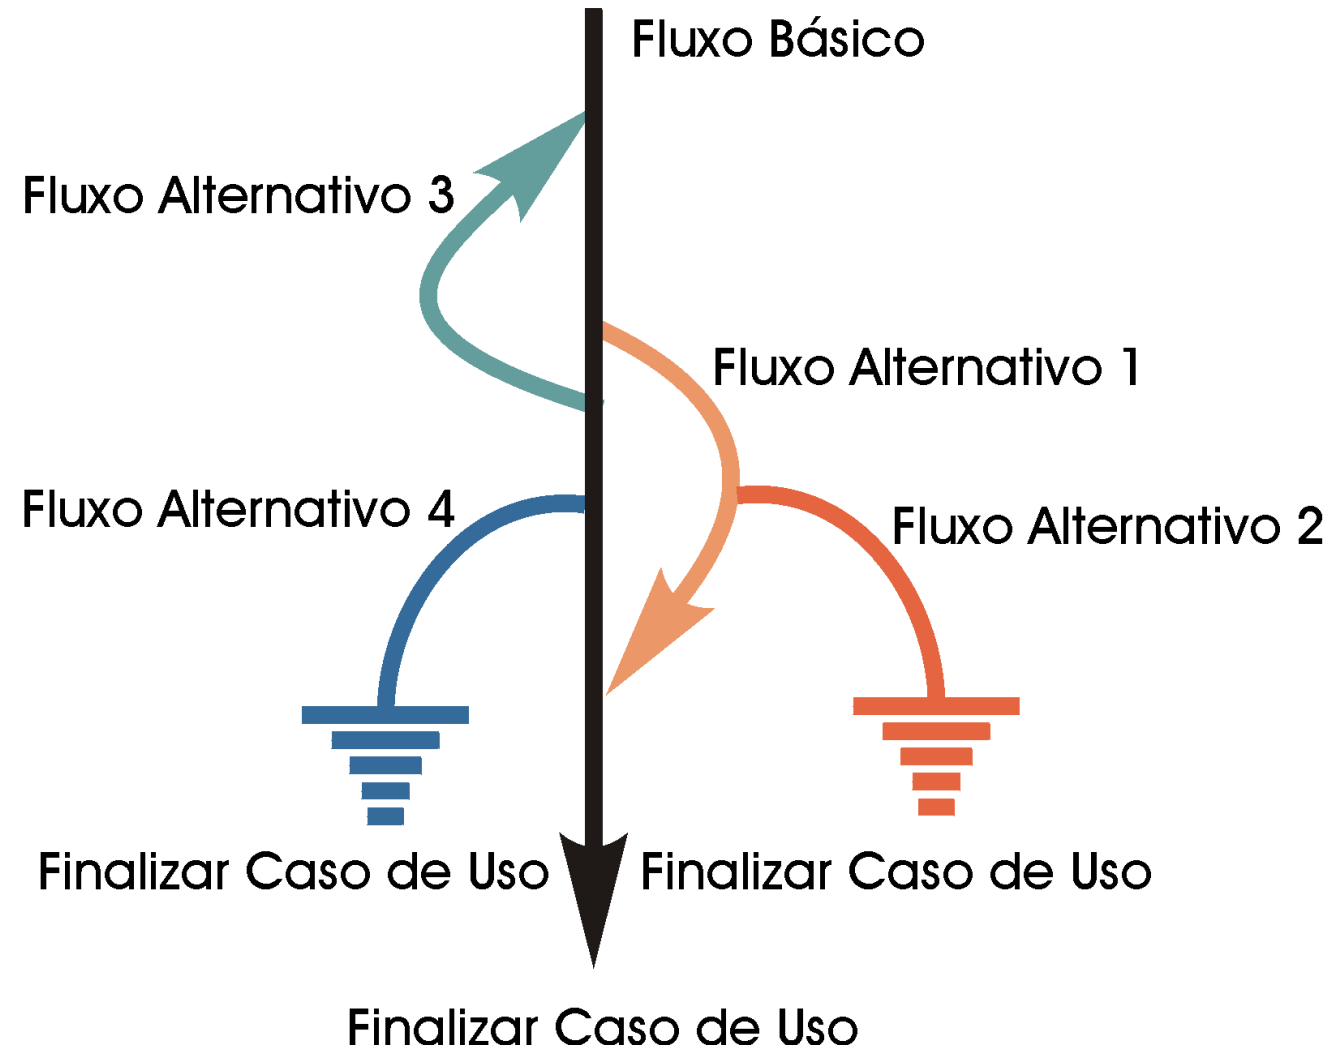 Fluxo Básico
Fluxo Alternativo 3
Fluxo Alternativo 1
Fluxo Alternativo 4
Fluxo Alternativo 2
Finalizar Caso de Uso
Finalizar Caso de Uso
Finalizar Caso de Uso